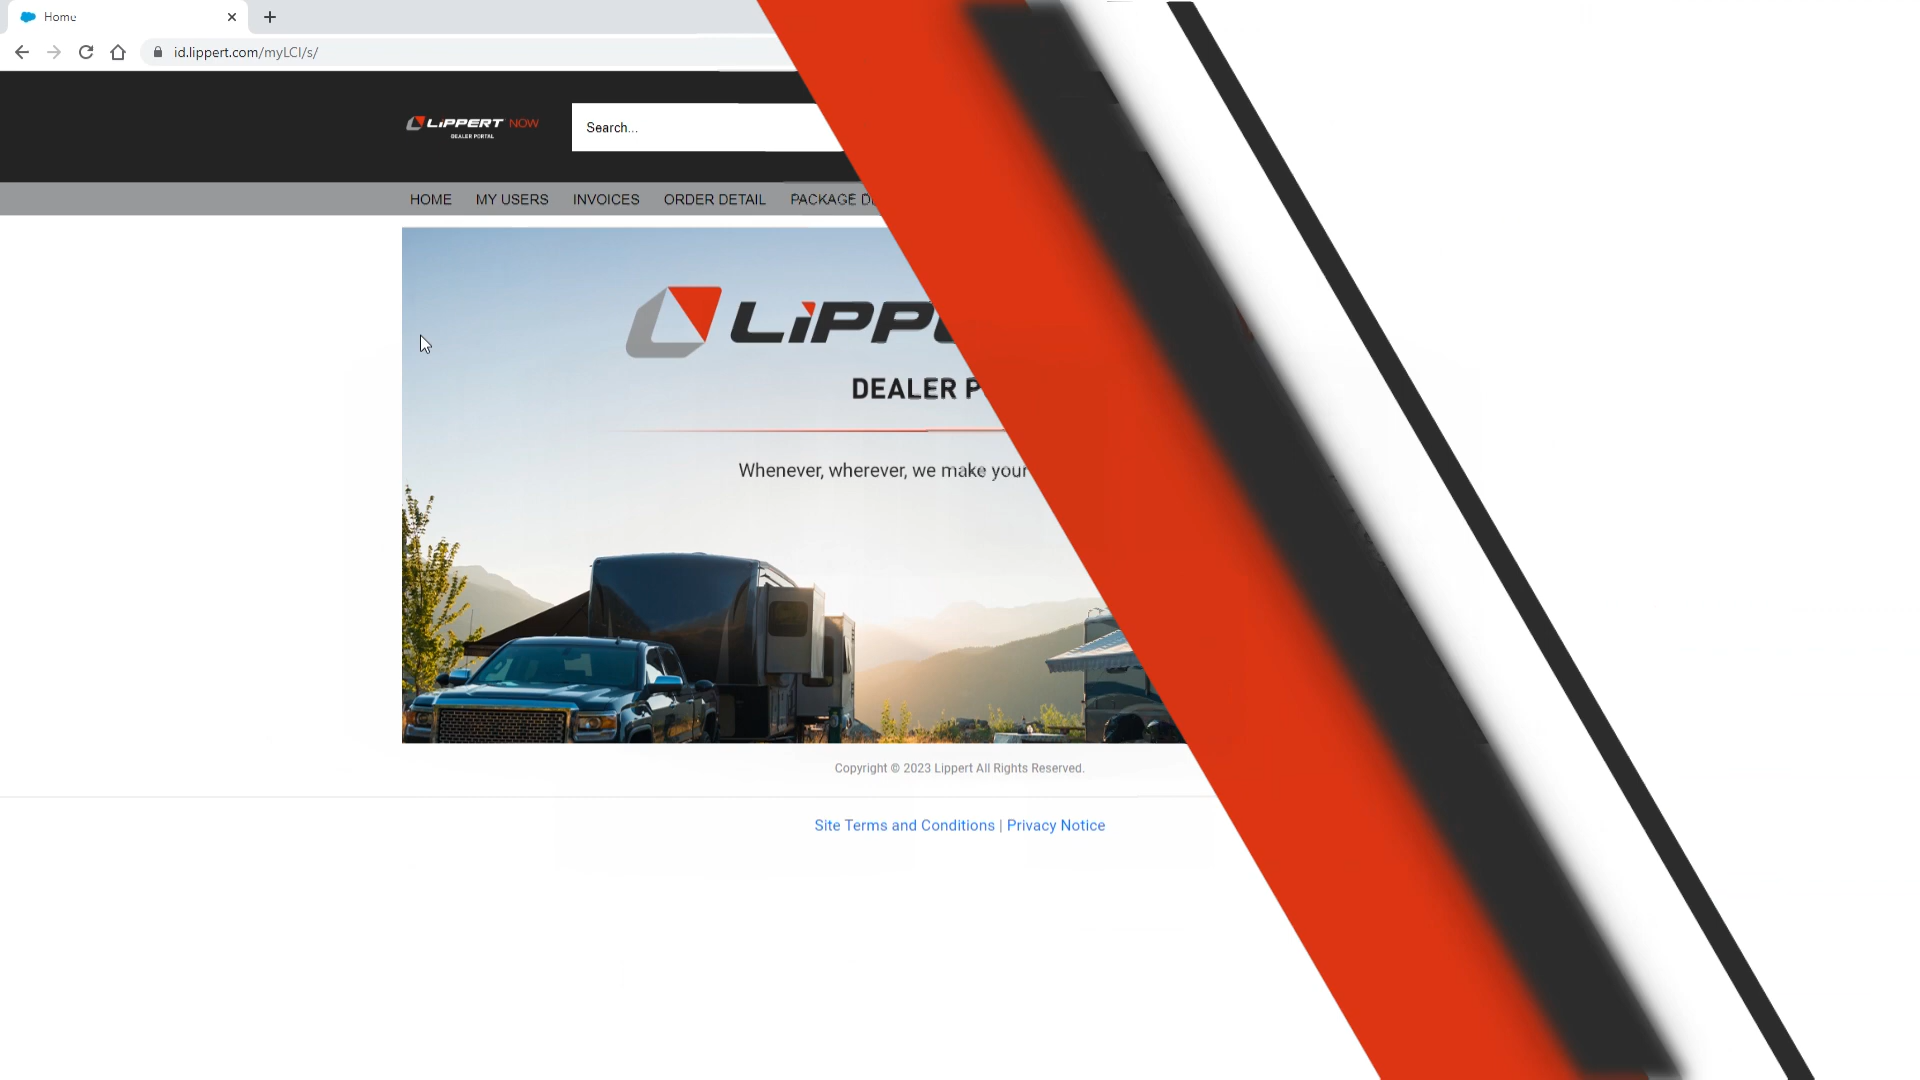 Home
id.lippert.com/myLCI/s/
LIPPERT NOW
DEALER PORTAL
Search...
HOME MY USERS INVOICES ORDER DETAIL PACKAGE
LIPP
DEALER P
Whenever, wherever, we make your
Copyright © 2023 Lippert All Rights Reserved.
Site Terms and Conditions | Privacy Notice